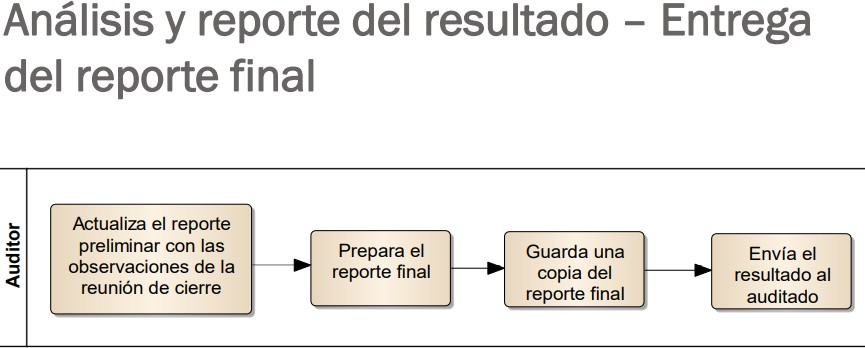 Análisis y reporte del resultado – Entrega
del reporte final
Auditor
Actualiza el reporte
preliminar con las
observaciones de la
reunión de cierre
Prepara el
reporte final
Guarda una
copia del
reporte final
Envía el
resultado al
auditado